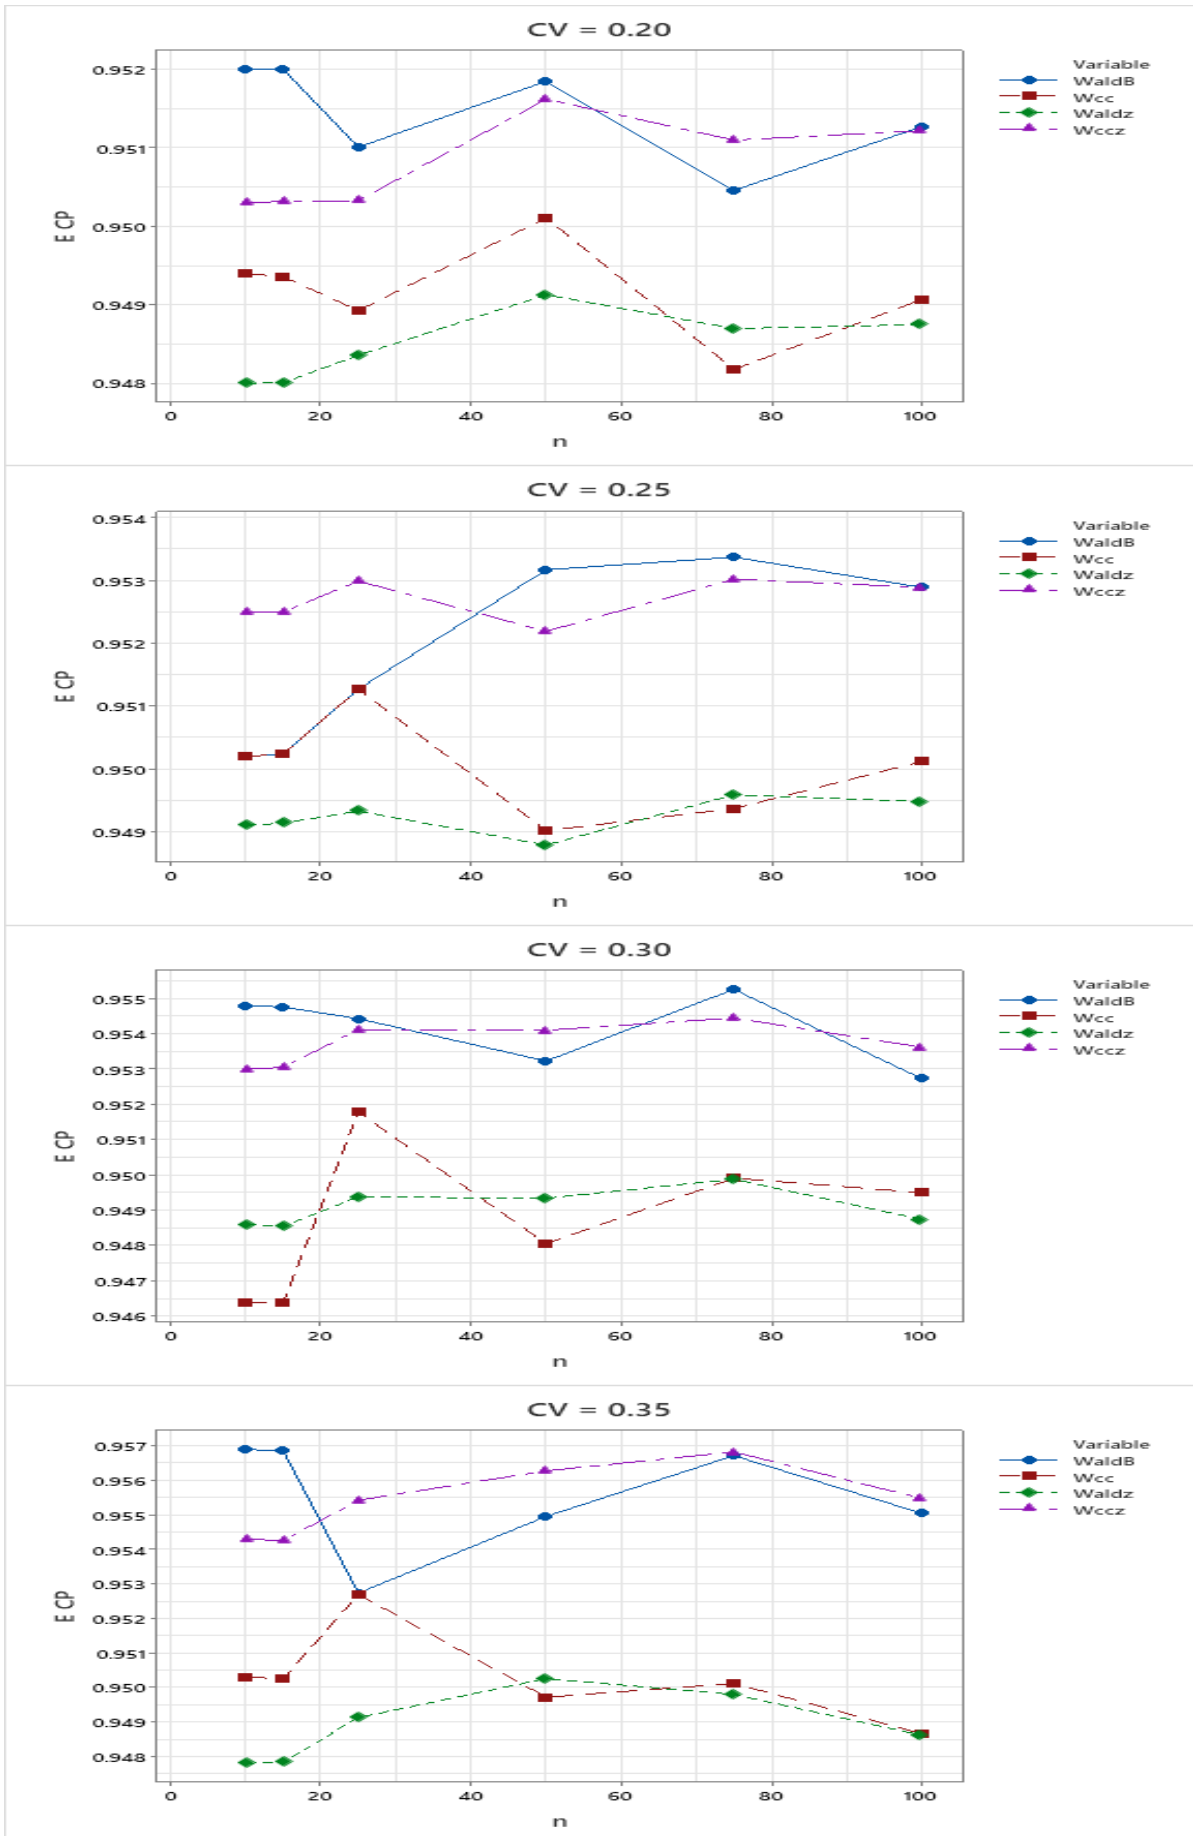 CV = 0.20
Variable
WaldB
Wcc
Waldz
Wccz
0.952
0.951
0.950
0.949
0.948
E CP
0 20 40 60 80 100
n
CV = 0.25
Variable
WaldB
Wcc
Waldz
Wccz
0.954
0.953
0.952
0.951
0.950
0.949
E CP
0 20 40 60 80 100
n
CV = 0.30
Variable
WaldB
Wcc
Waldz
Wccz
0.955
0.954
0.953
0.952
0.951
0.950
0.949
0.948
0.947
0.946
E CP
0 20 40 60 80 100
n
CV = 0.35
Variable
WaldB
Wcc
Waldz
Wccz
0.957
0.956
0.955
0.954
0.953
0.952
0.951
0.950
0.949
0.948
E CP
0 20 40 60 80 100
n